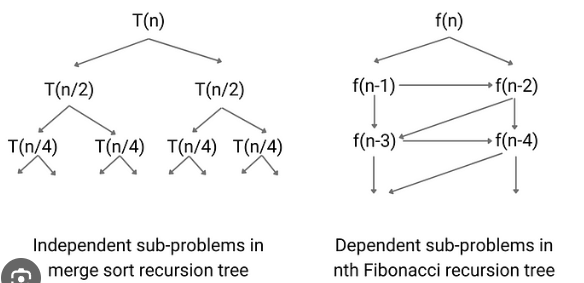 T(n)
T(n/2) T(n/2)
T(n/4) T(n/4) T(n/4) T(n/4)
Independent sub-problems in
merge sort recursion tree
f(n)
f(n-1) f(n-2)
f(n-3) f(n-4)
Dependent sub-problems in
nth Fibonacci recursion tree